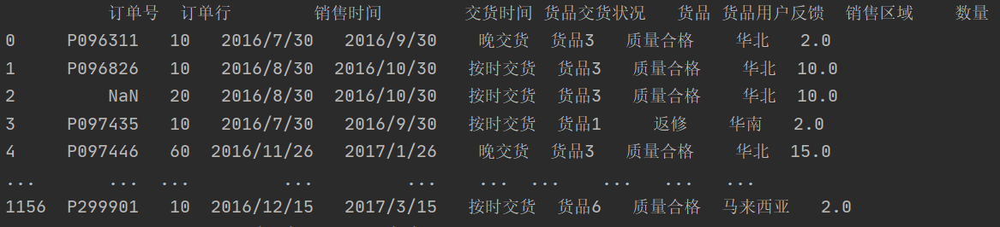 订单号 订单行 销售时间 交货时间 货品交货状况 货品 货品用户反馈 销售区域 数量
0 P096311 10 2016/7/30 2016/9/30 晚交货 货品3 质量合格 华北 2.0
1 P096826 10 2016/8/30 2016/10/30 按时交货 货品3 质量合格 华北 10.0
2 NaN 20 2016/8/30 2016/10/30 按时交货 货品3 质量合格 华北 10.0
3 P097435 10 2016/7/30 2016/9/30 按时交货 货品1 返修 华南 2.0
4 P097446 60 2016/11/26 2017/1/26 晚交货 货品3 质量合格 华北 15.0
... ... ... ... ... ... ... ... ... ...
1156 P299901 10 2016/12/15 2017/3/15 按时交货 货品6 质量合格 马来西亚 2.0